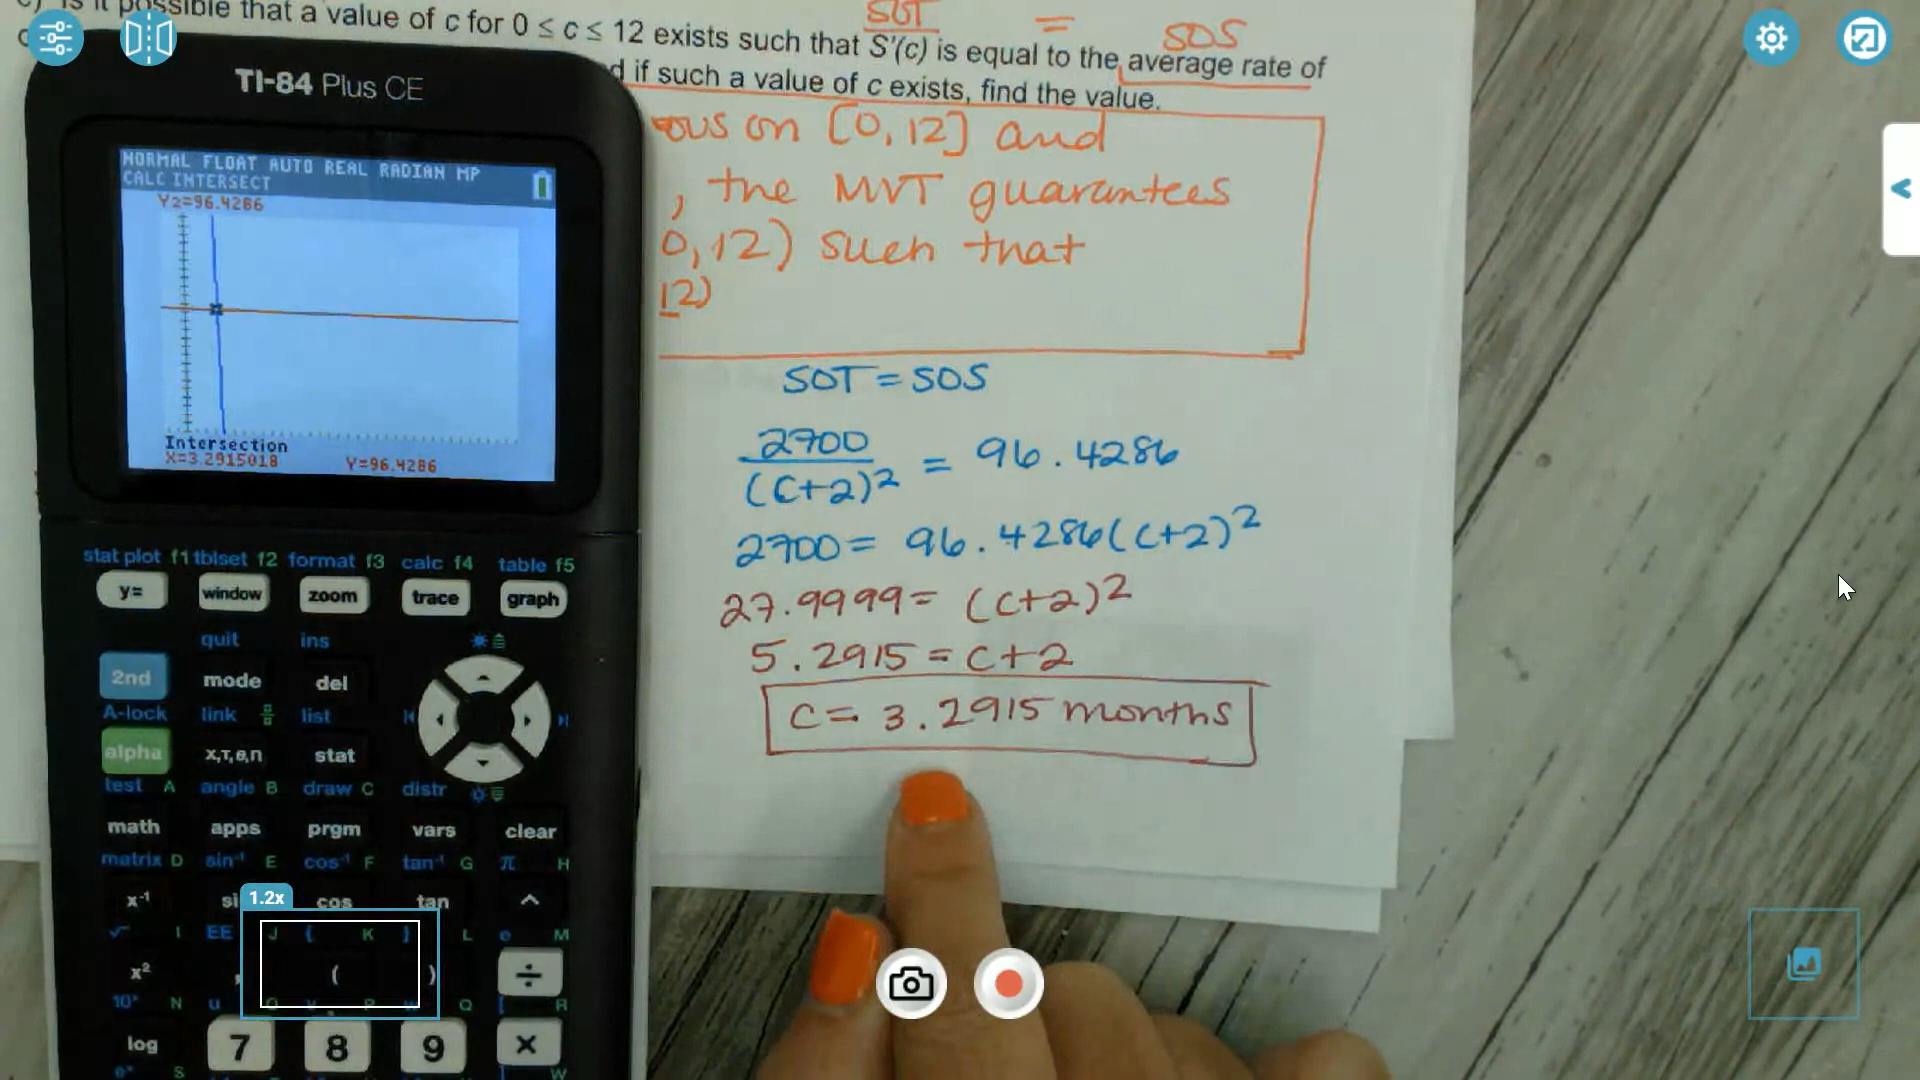 SOT = SOS
is it possible that a value of c for 0 ≤ c ≤ 12 exists such that S'(c) is equal to the average rate of
if such a value of c exists, find the value.
ous on [0,12] and
, the MVT guarantees
0,12) such that
12)
SOT = SOS
2700/(c+2)² = 96.4286
2700 = 96.4286(c+2)²
27.9999 = (c+2)²
5.2915 = c+2
c = 3.2915 months
TI-84 Plus CE
NORMAL FLOAT AUTO REAL RADIAN MP
CALC INTERSECT
Y2=96.4286
Intersection
X=3.2915018 Y=96.4286
stat plot f1 tblset f2 format f3 calc f4 table f5
y= window zoom trace graph
quit ins
2nd mode del
A-lock link list
alpha X,T,θ,n stat
test A angle B draw C distr
math apps prgm vars clear
matrix D sin⁻¹ E cos⁻¹ F tan⁻¹ G π H
x⁻¹ si cos tan ^
1.2x
√ I EE J { K } L e M
x² , ( ) ÷
10ˣ N u O v P w Q [ R
log 7 8 9 ×
eˣ S W